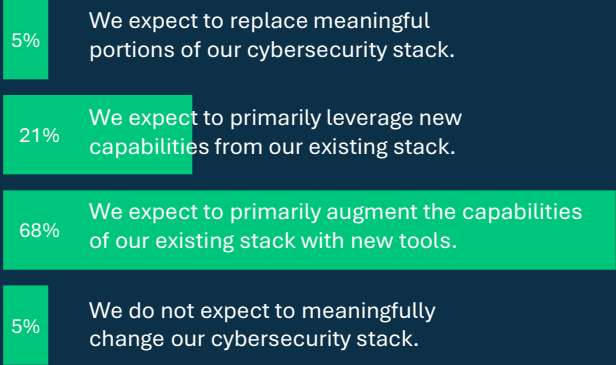 5%
We expect to replace meaningful
portions of our cybersecurity stack.
21%
We expect to primarily leverage new
capabilities from our existing stack.
68%
We expect to primarily augment the capabilities
of our existing stack with new tools.
5%
We do not expect to meaningfully
change our cybersecurity stack.